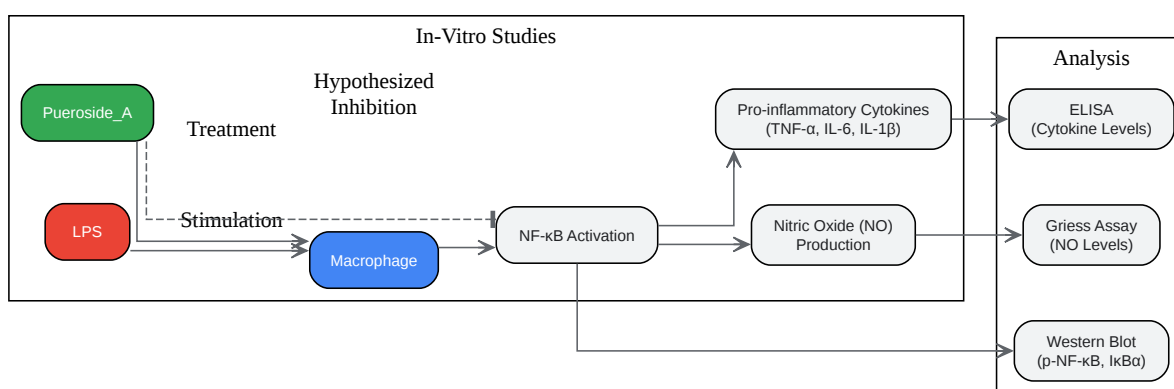 In-Vitro Studies
Analysis
Hypothesized
Inhibition
Pueroside_A
Treatment
Pro-inflammatory Cytokines
(TNF-α, IL-6, IL-1β)
ELISA
(Cytokine Levels)
LPS
Stimulation
Macrophage
NF-κB Activation
Nitric Oxide (NO)
Production
Griess Assay
(NO Levels)
Western Blot
(p-NF-κB, IκBα)